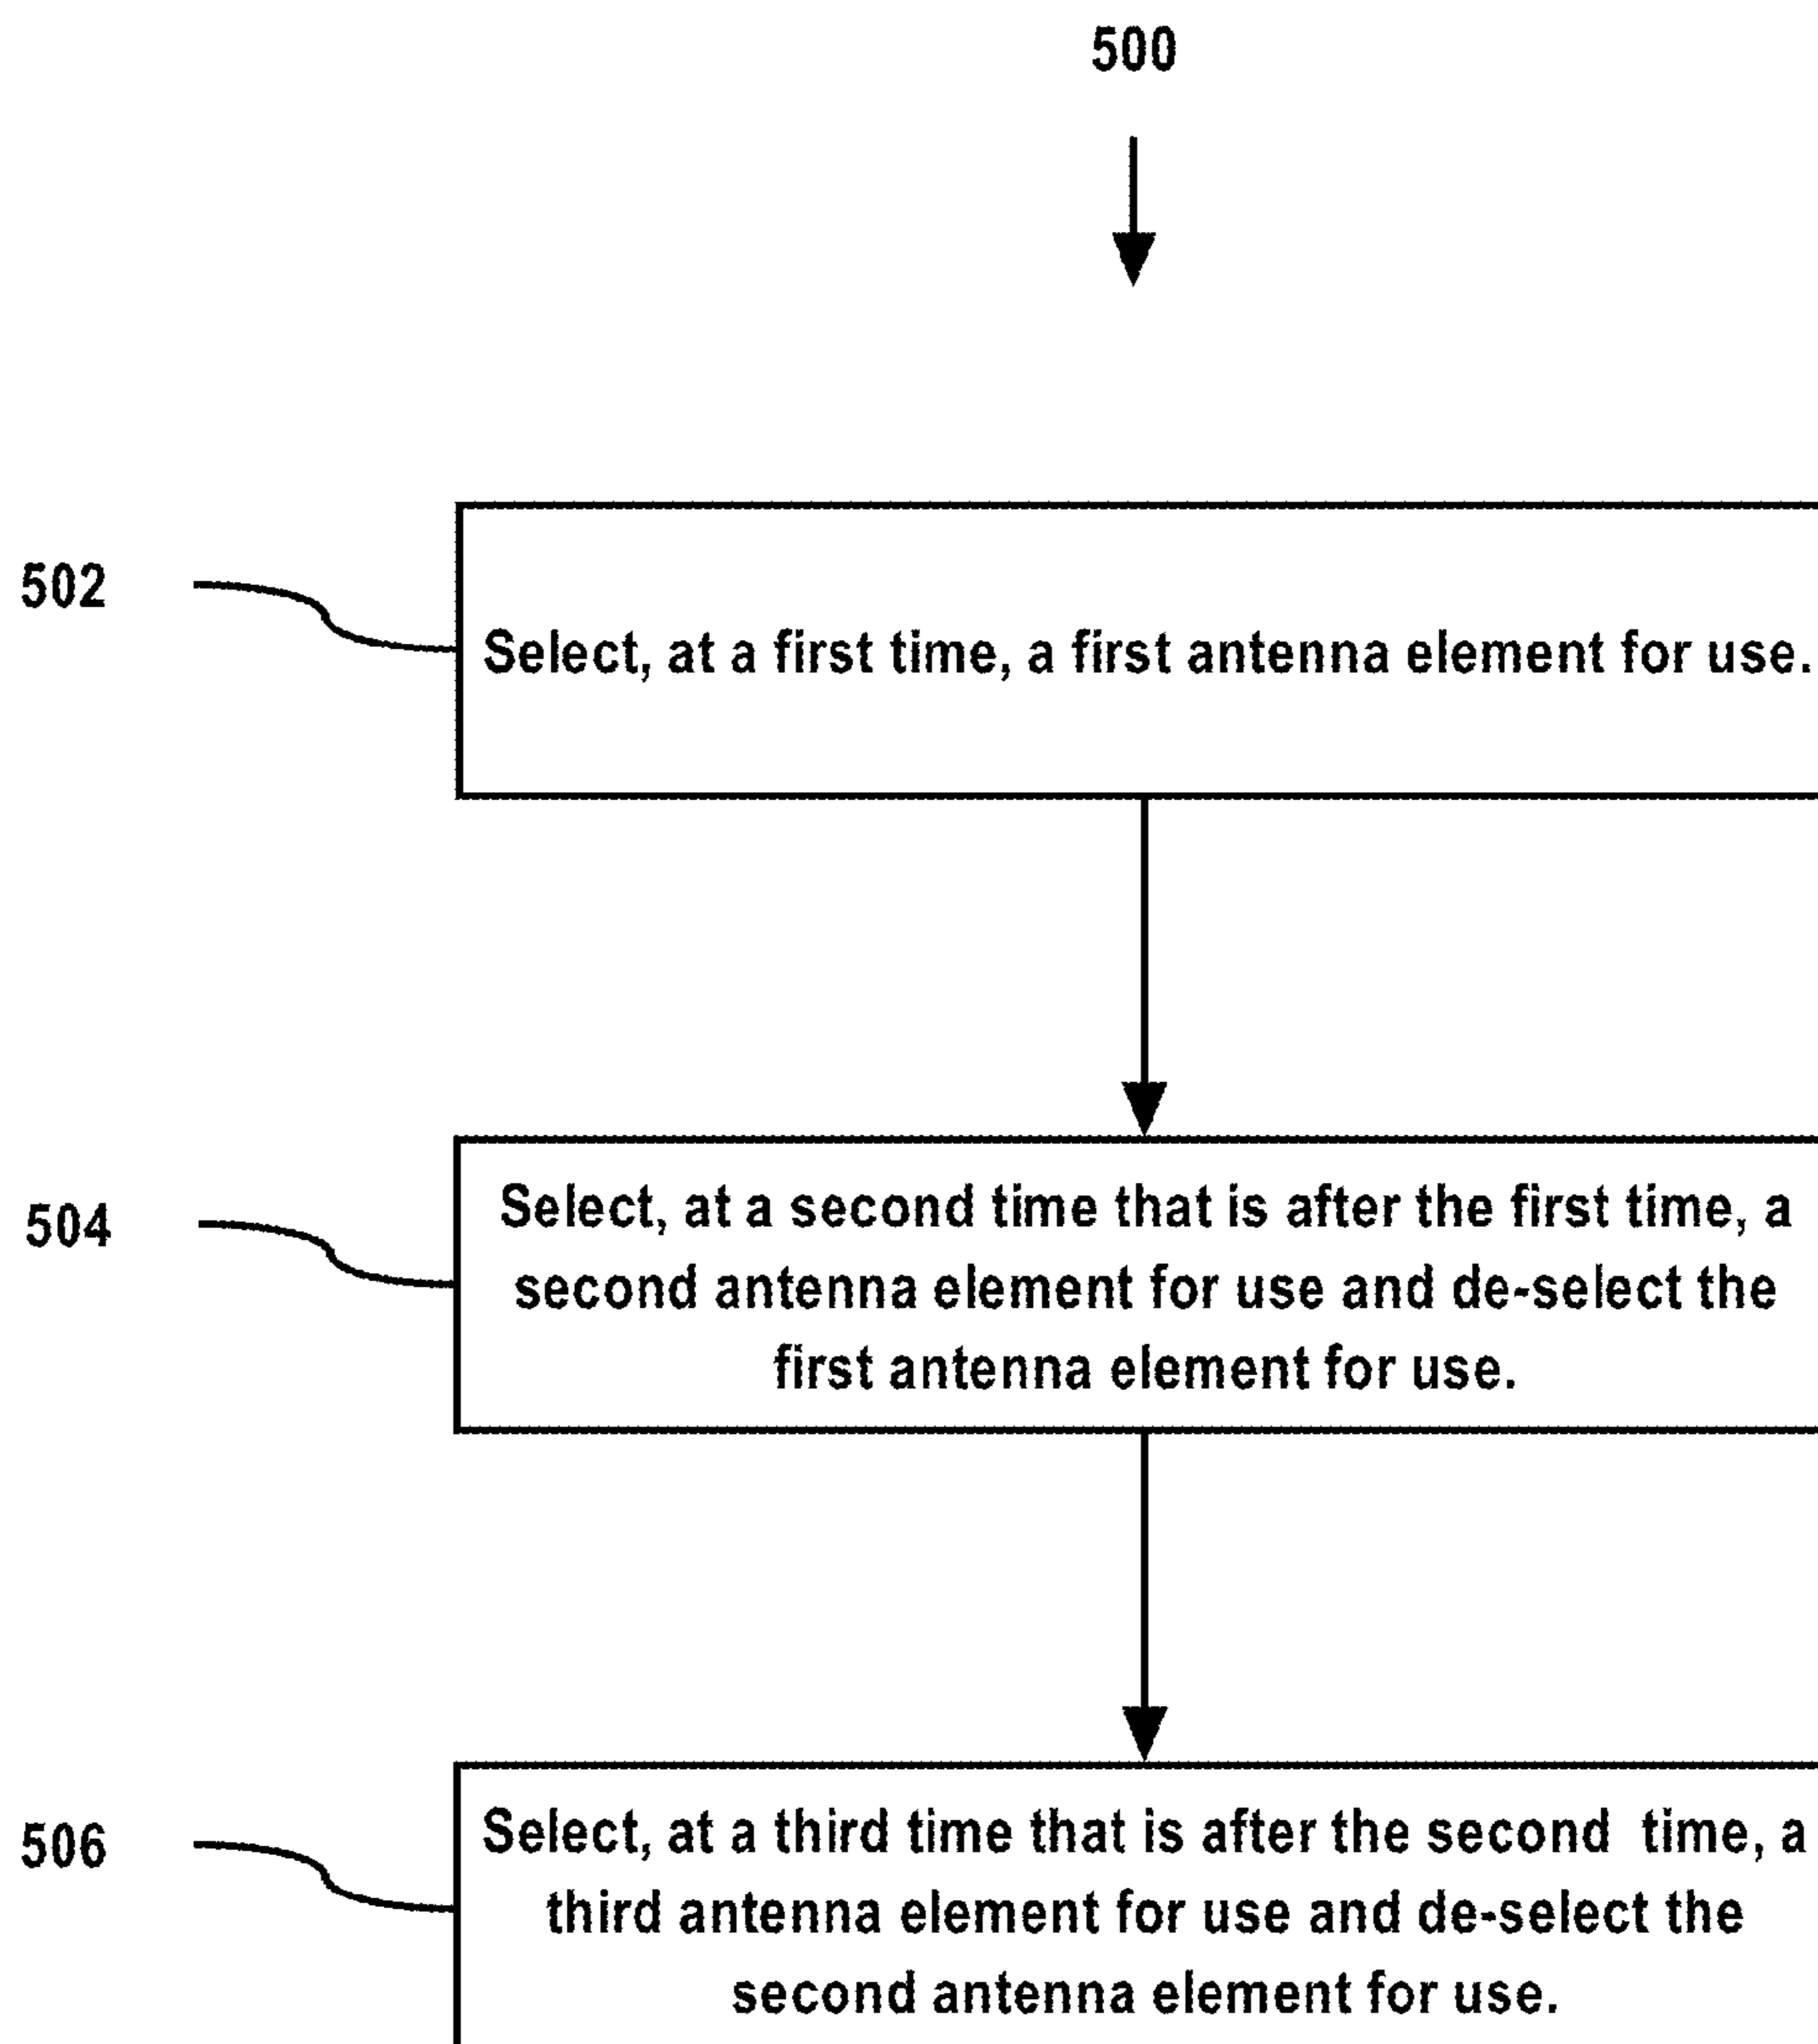 500
502
Select, at a first time, a first antenna element for use.
504
Select, at a second time that is after the first time, a
second antenna element for use and de-select the
first antenna element for use.
506
Select, at a third time that is after the second time, a
third antenna element for use and de-select the
second antenna element for use.